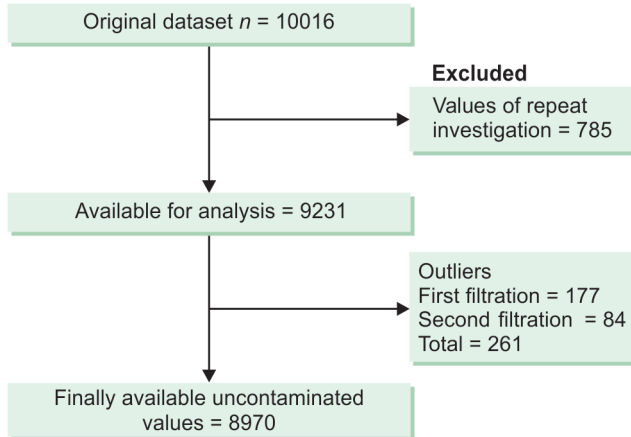 Original dataset n = 10016
Excluded
Values of repeat
investigation = 785
Available for analysis = 9231
Outliers
First filtration = 177
Second filtration = 84
Total = 261
Finally available uncontaminated
values = 8970